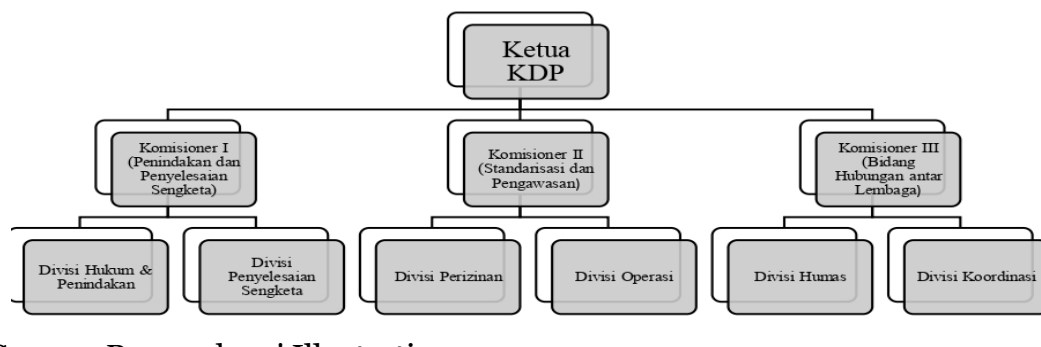 Ketua
KDP
Komisioner I
(Penindakan dan
Penyelesaian
Sengketa)
Komisioner II
(Standarisasi dan
Pengawasan)
Komisioner III
(Bidang
Hubungan antar
Lembaga)
Divisi Hukum &
Penindakan
Divisi
Penyelesaian
Sengketa
Divisi Perizinan
Divisi Operasi
Divisi Humas
Divisi Koordinasi